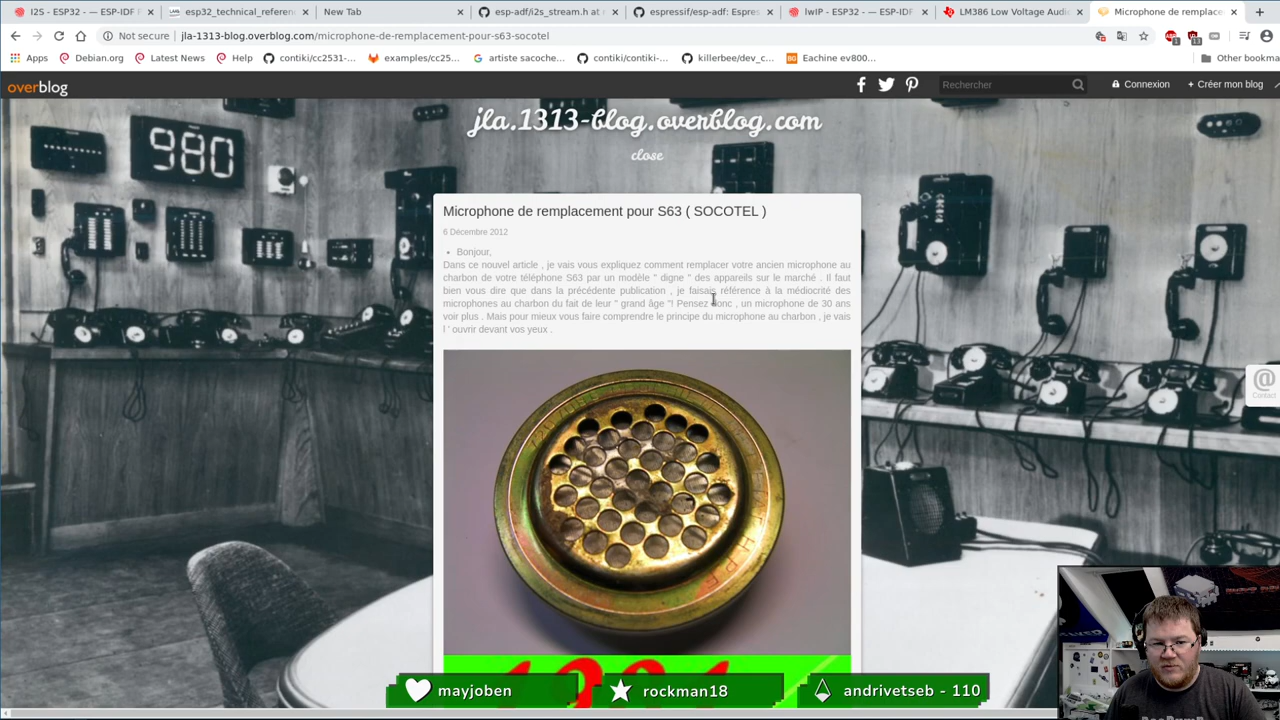 I2S - ESP32 - — ESP-IDF
esp32_technical_referen
New Tab
esp-adf/i2s_stream.h at
espressif/esp-adf: Espres
lwIP - ESP32 - — ESP-IDF
LM386 Low Voltage Audio
Microphone de remplace
Not secure
jla-1313-blog.overblog.com/microphone-de-remplacement-pour-s63-socotel
Apps
Debian.org
Latest News
Help
contiki/cc2531-...
examples/cc25...
artiste sacoche...
contiki/contiki-...
killerbee/dev_c...
Eachine ev800...
Other bookma
overblog
Rechercher
Connexion
+ Créer mon blog
980
jla.1313-blog.overblog.com
close
Microphone de remplacement pour S63 ( SOCOTEL )
6 Décembre 2012
• Bonjour,
Dans ce nouvel article , je vais vous expliquez comment remplacer votre ancien microphone au
charbon de votre téléphone S63 par un modèle " digne " des appareils sur le marché . Il faut
bien vous dire que dans la précédente publication , je faisais référence à la médiocrité des
microphones au charbon du fait de leur " grand âge "! Pensez donc , un microphone de 30 ans
voir plus . Mais pour mieux vous faire comprendre le principe du microphone au charbon , je vais
l ' ouvrir devant vos yeux .
@
Contact
mayjoben
rockman18
andrivetseb - 110